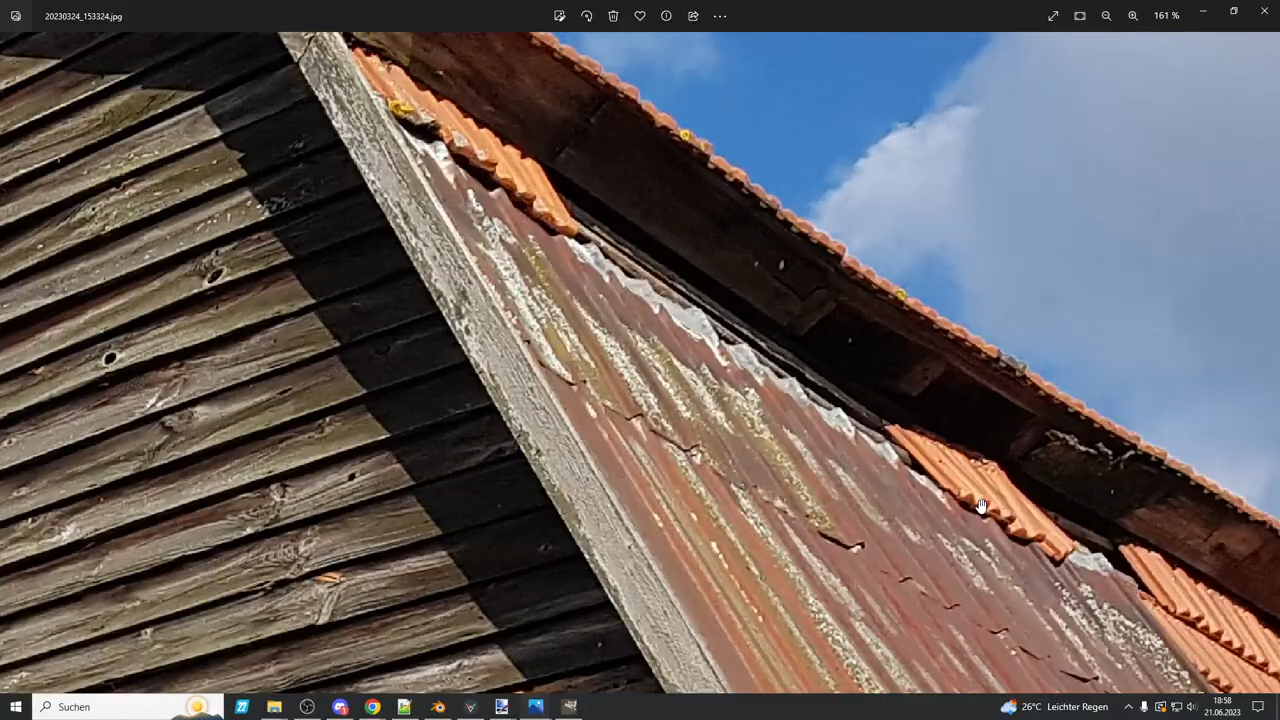 20230324_153324.jpg
161 %
Suchen
26°C Leichter Regen
18:58
21.06.2023